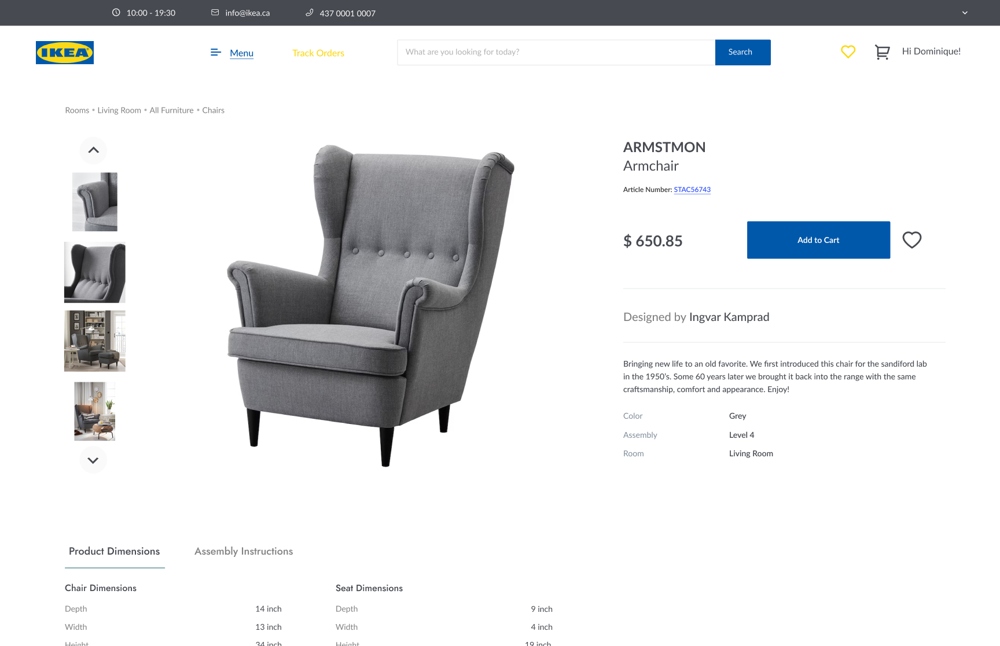 10:00 - 19:30
info@ikea.ca
437 0001 0007
IKEA
Menu
Track Orders
What are you looking for today?
Search
Hi Dominique!
Rooms • Living Room • All Furniture • Chairs
ARMSTMON
Armchair
Article Number: STAC56743
$ 650.85
Add to Cart
Designed by Ingvar Kamprad
Bringing new life to an old favorite. We first introduced this chair for the sandiford lab
in the 1950's. Some 60 years later we brought it back into the range with the same
craftsmanship, comfort and appearance. Enjoy!
Color Grey
Assembly Level 4
Room Living Room
Product Dimensions
Assembly Instructions
Chair Dimensions
Depth 14 inch
Width 13 inch
Height 34 inch
Seat Dimensions
Depth 9 inch
Width 4 inch
Height 19 inch